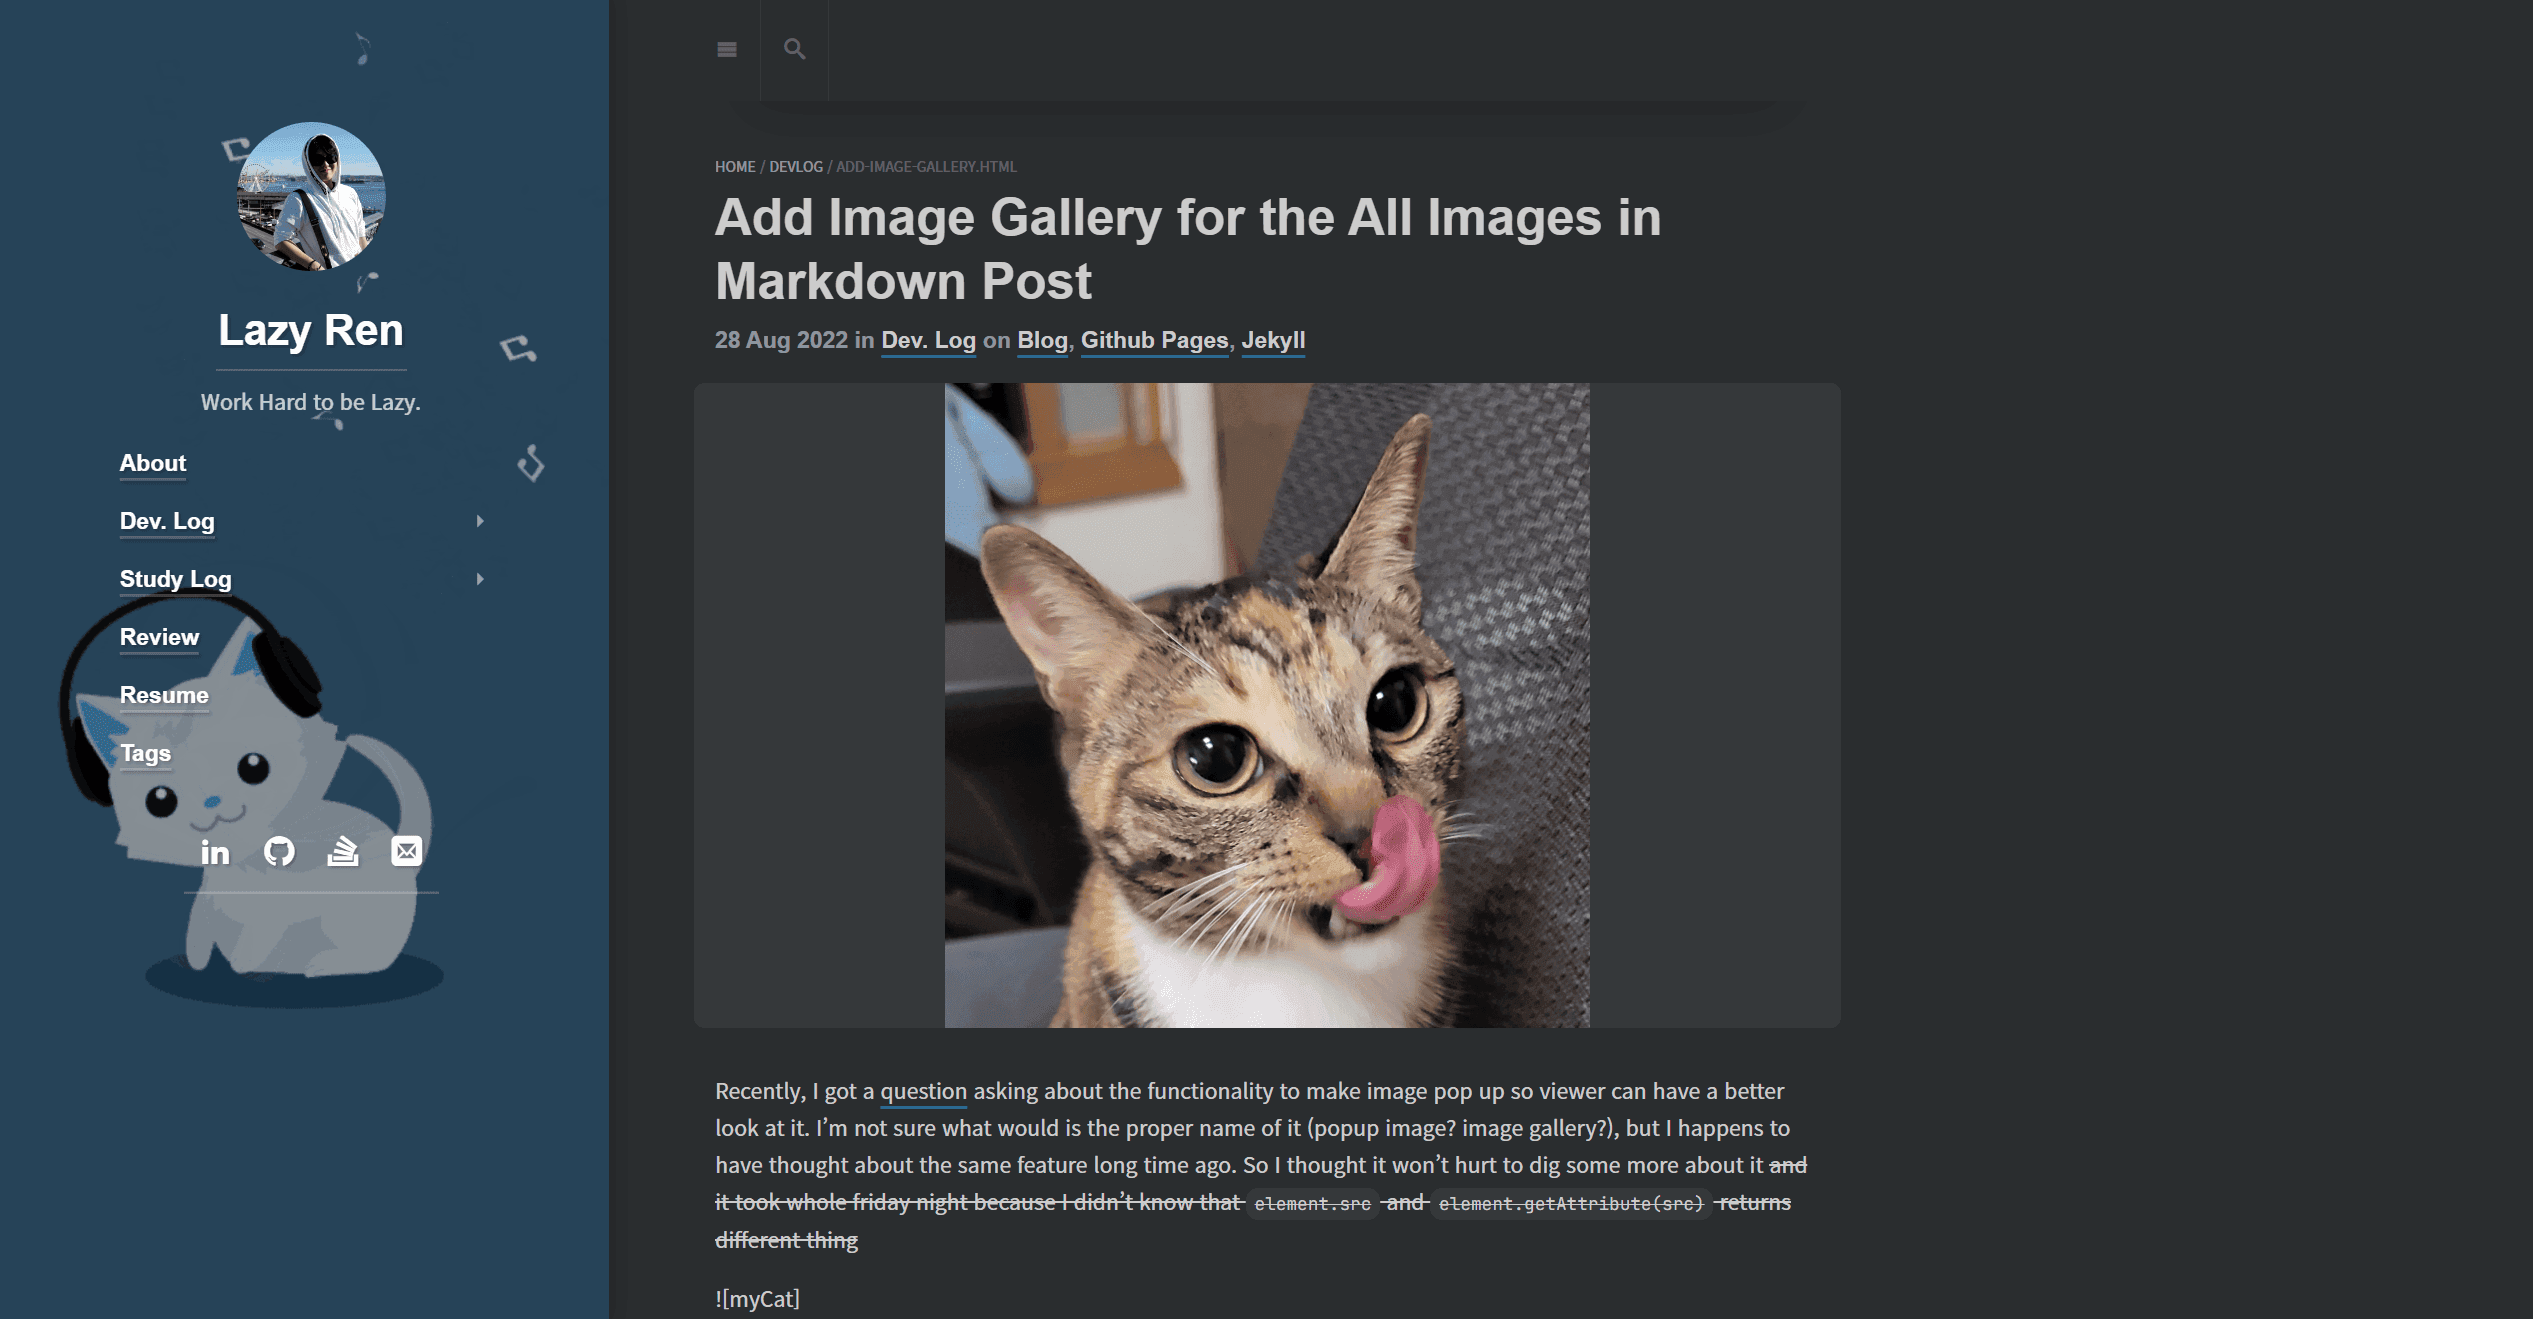 Lazy Ren
Work Hard to be Lazy.
About
Dev. Log
Study Log
Review
Resume
Tags
in
HOME / DEVLOG / ADD-IMAGE-GALLERY.HTML
Add Image Gallery for the All Images in
Markdown Post
28 Aug 2022 in Dev. Log on Blog, Github Pages, Jekyll
Recently, I got a question asking about the functionality to make image pop up so viewer can have a better
look at it. I’m not sure what would is the proper name of it (popup image? image gallery?), but I happens to
have thought about the same feature long time ago. So I thought it won’t hurt to dig some more about it and
it took whole friday night because I didn’t know that element.src and element.getAttribute(src) returns
different thing
![myCat]